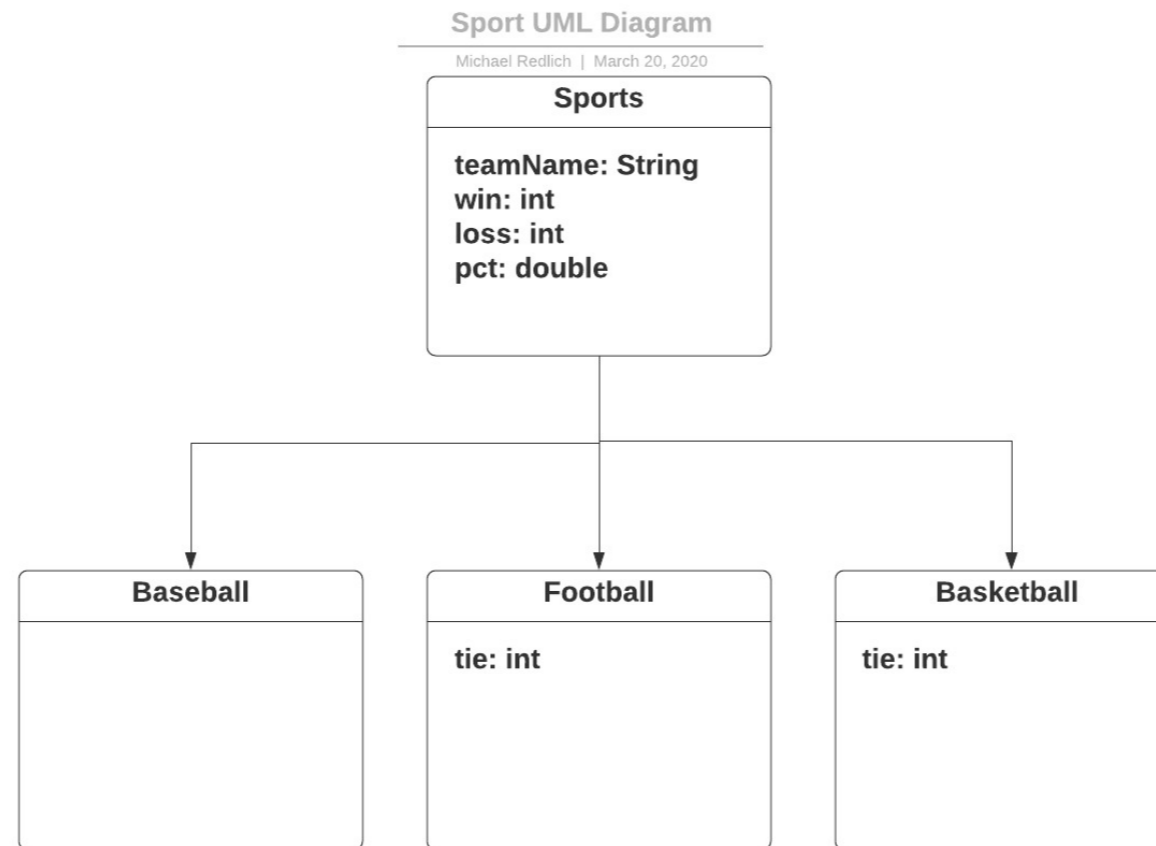 Sport UML Diagram
Michael Redlich | March 20, 2020
Sports
teamName: String
win: int
loss: int
pct: double
Baseball
Football
tie: int
Basketball
tie: int